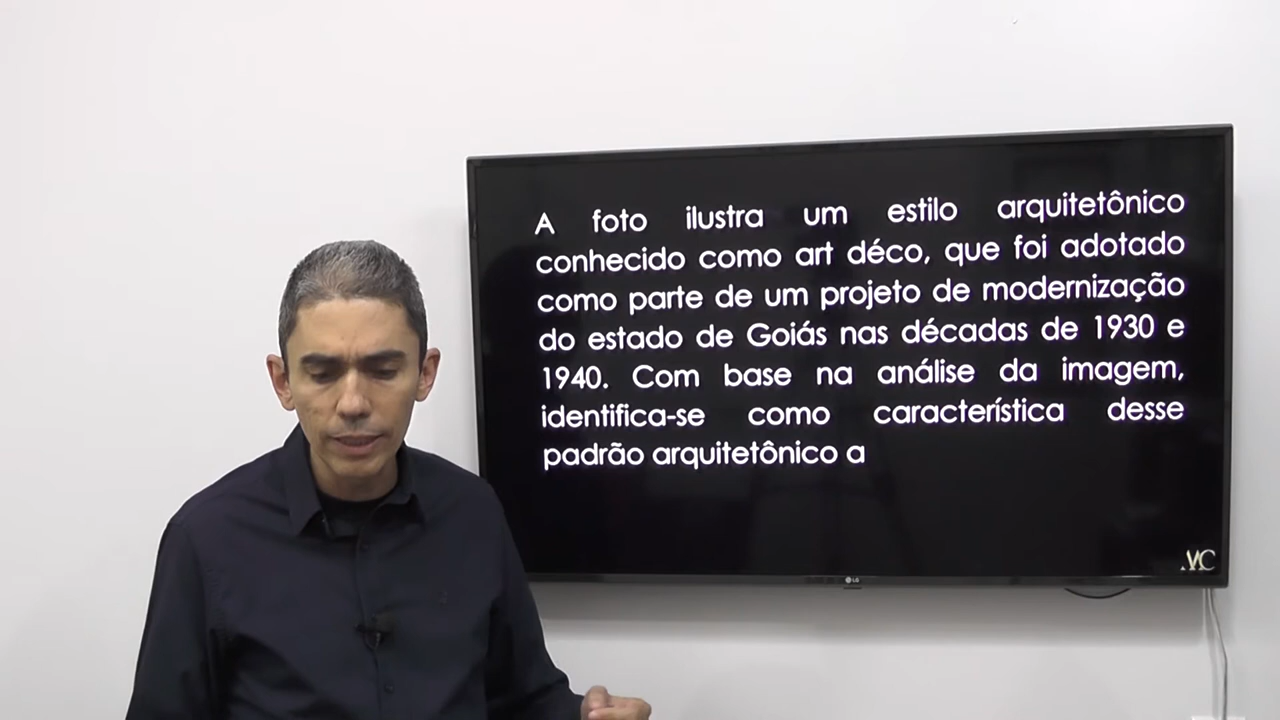 A foto ilustra um estilo arquitetônico
conhecido como art déco, que foi adotado
como parte de um projeto de modernização
do estado de Goiás nas décadas de 1930 e
1940. Com base na análise da imagem,
identifica-se como característica desse
padrão arquitetônico a
MC
LG